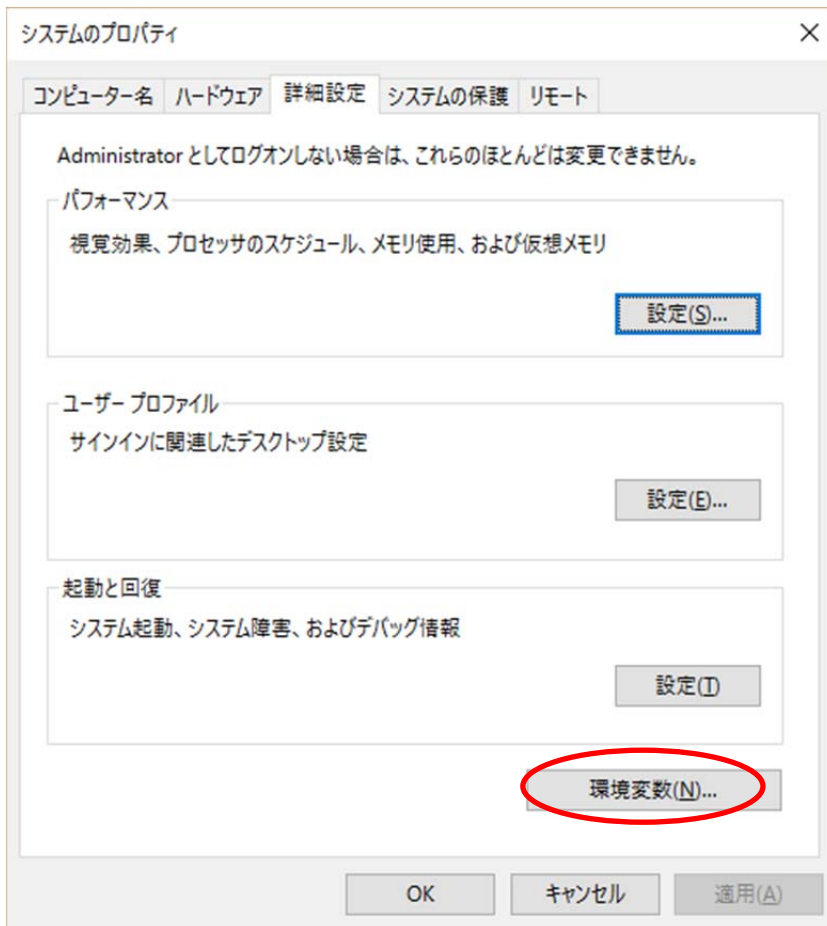 システムのプロパティ
コンピューター名 ハードウェア 詳細設定 システムの保護 リモート
Administrator としてログオンしない場合は、これらのほとんどは変更できません。
パフォーマンス
視覚効果、プロセッサのスケジュール、メモリ使用、および仮想メモリ
設定(S)...
ユーザー プロファイル
サインインに関連したデスクトップ設定
設定(E)...
起動と回復
システム起動、システム障害、およびデバッグ情報
設定(T)
環境変数(N)...
OK キャンセル 適用(A)